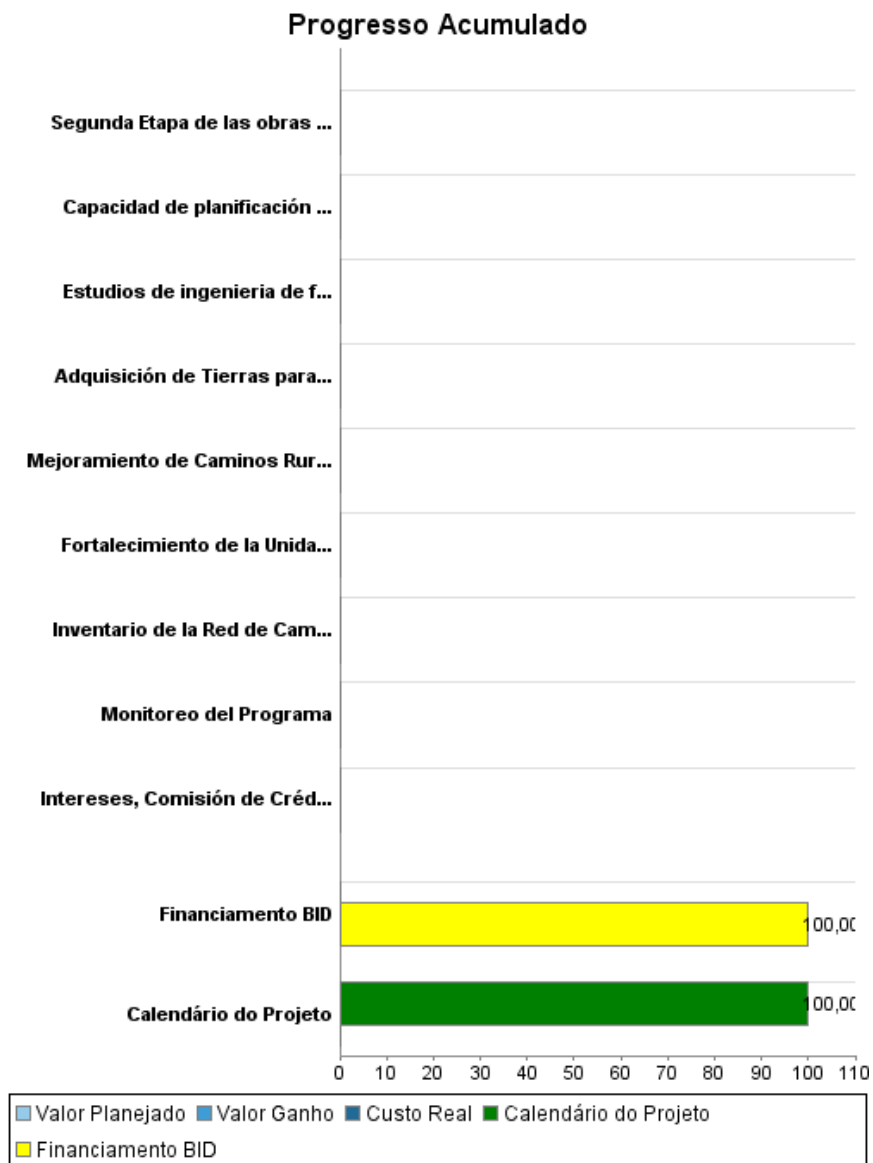 Progresso Acumulado
Segunda Etapa de las obras ...
Capacidad de planificación ...
Estudios de ingenieria de f...
Adquisición de Tierras para...
Mejoramiento de Caminos Rur...
Fortalecimiento de la Unida...
Inventario de la Red de Cam...
Monitoreo del Programa
Intereses, Comisión de Créd...
Financiamento BID
100,00
Calendário do Projeto
100,00
0 10 20 30 40 50 60 70 80 90 100 110
Valor Planejado Valor Ganho Custo Real Calendário do Projeto
Financiamento BID